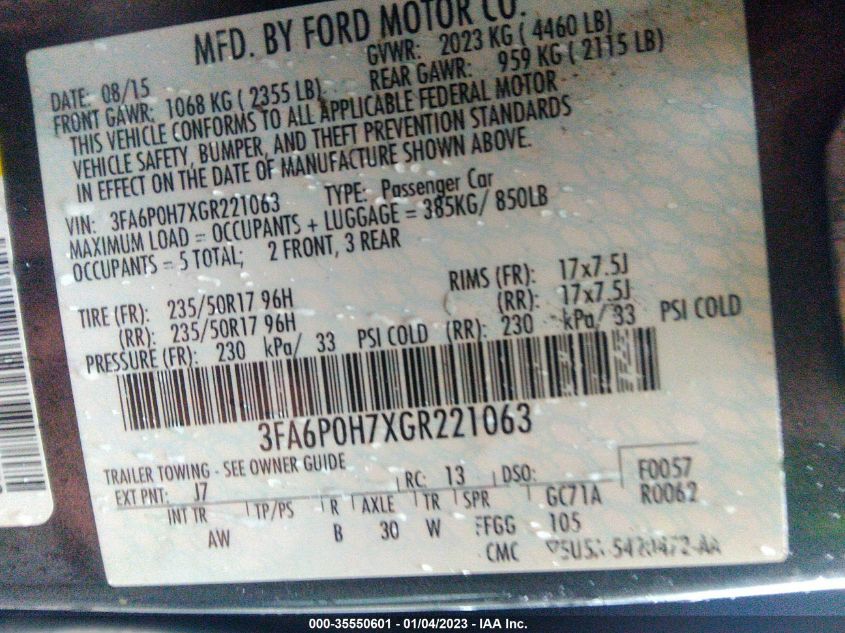 MFD. BY FORD MOTOR CO.
DATE: 08/15 GVWR: 2023 KG ( 4460 LB)
FRONT GAWR: 1068 KG ( 2355 LB) REAR GAWR: 959 KG ( 2115 LB)
THIS VEHICLE CONFORMS TO ALL APPLICABLE FEDERAL MOTOR
VEHICLE SAFETY, BUMPER, AND THEFT PREVENTION STANDARDS
IN EFFECT ON THE DATE OF MANUFACTURE SHOWN ABOVE.
VIN: 3FA6P0H7XGR221063 TYPE: Passenger Car
MAXIMUM LOAD = OCCUPANTS + LUGGAGE = 385KG/ 850LB
OCCUPANTS = 5 TOTAL; 2 FRONT, 3 REAR
TIRE (FR): 235/50R17 96H RIMS (FR): 17x7.5J
(RR): 235/50R17 96H (RR): 17x7.5J
PRESSURE (FR): 230 kPa/ 33 PSI COLD (RR): 230 kPa/ 33 PSI COLD
3FA6P0H7XGR221063
TRAILER TOWING - SEE OWNER GUIDE
EXT PNT: J7 RC: 13 DSO: F0057
R0062
INT TR TP/PS R AXLE TR SPR GC71A
AW B 30 W FFGG 105
CMC
000-35550601 - 01/04/2023 - IAA Inc.